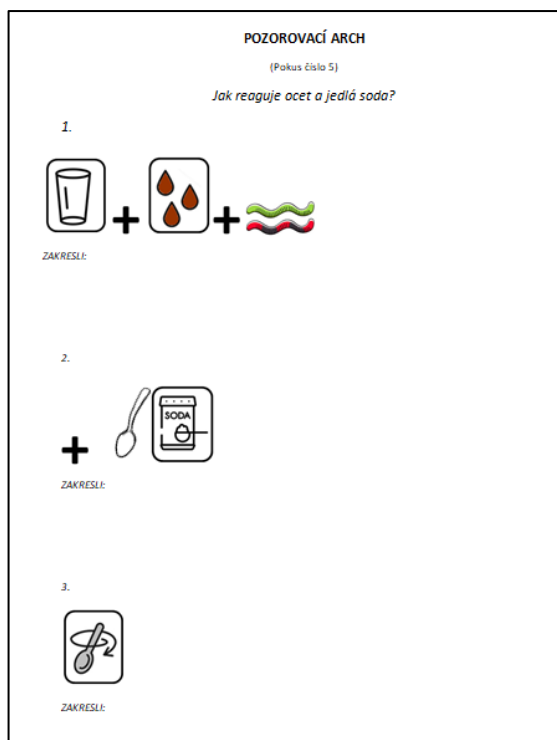 POZOROVACÍ ARCH
(Pokus číslo 5)
Jak reaguje ocet a jedlá soda?
1.
ZAKRESLI:
2.
SODA
ZAKRESLI:
3.
ZAKRESLI: